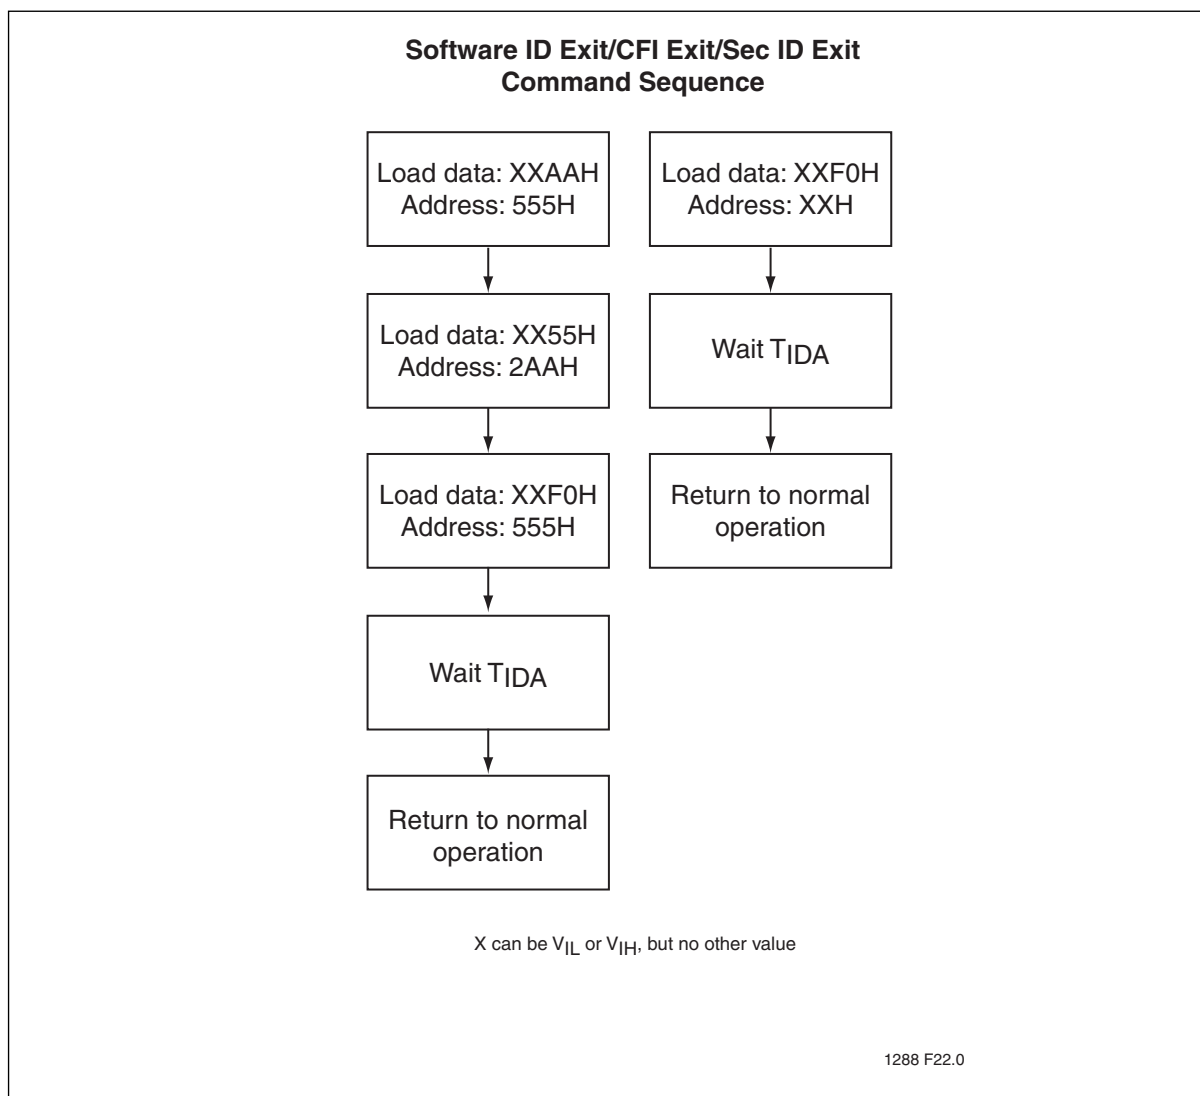 Software ID Exit/CFI Exit/Sec ID Exit
Command Sequence
Load data: XXAAH
Address: 555H
Load data: XX55H
Address: 2AAH
Load data: XXF0H
Address: 555H
Wait TIDA
Return to normal
operation
Load data: XXF0H
Address: XXH
Wait TIDA
Return to normal
operation
X can be VIL or VIH, but no other value
1288 F22.0